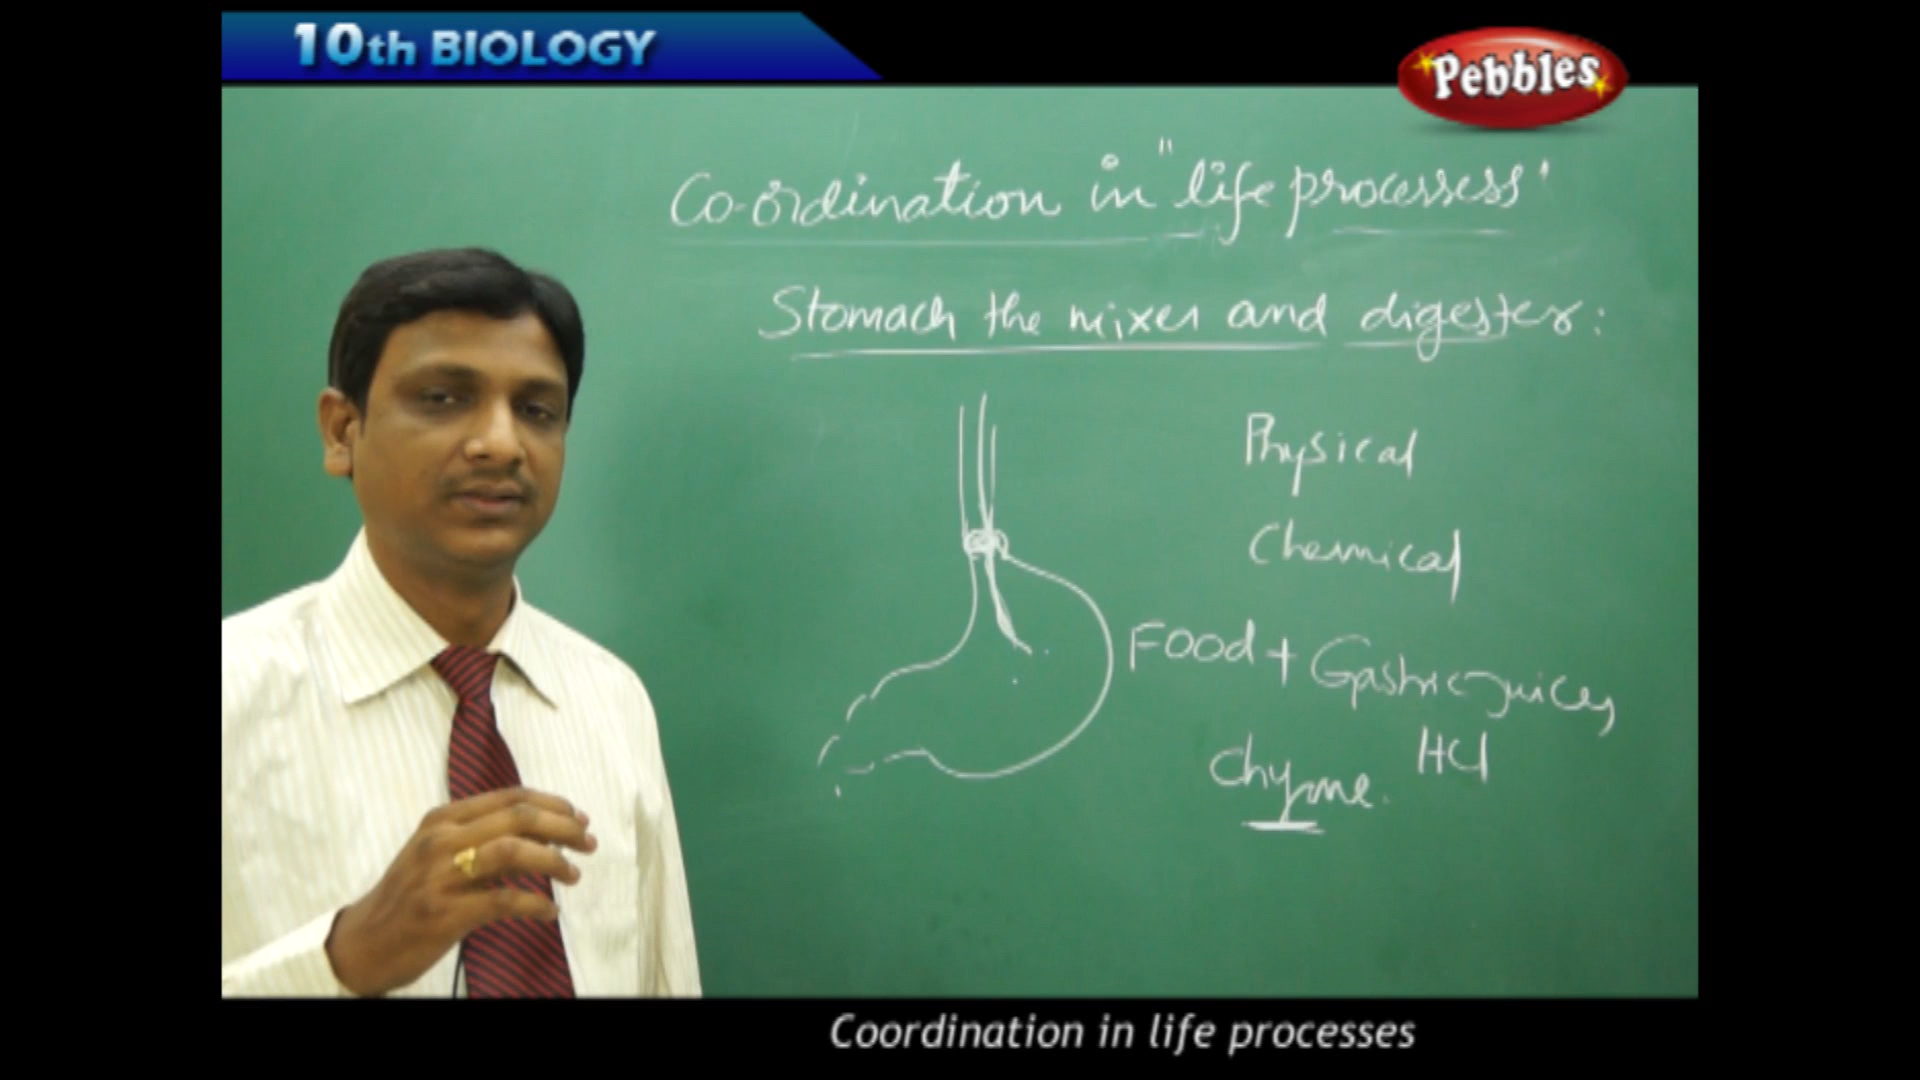 10th BIOLOGY
Pebbles
Co-ordination in "life processess"
Stomach the mixer and digester:
Physical
Chemical
Food + Gastric Juices
HCl
Chyme.
Coordination in life processes